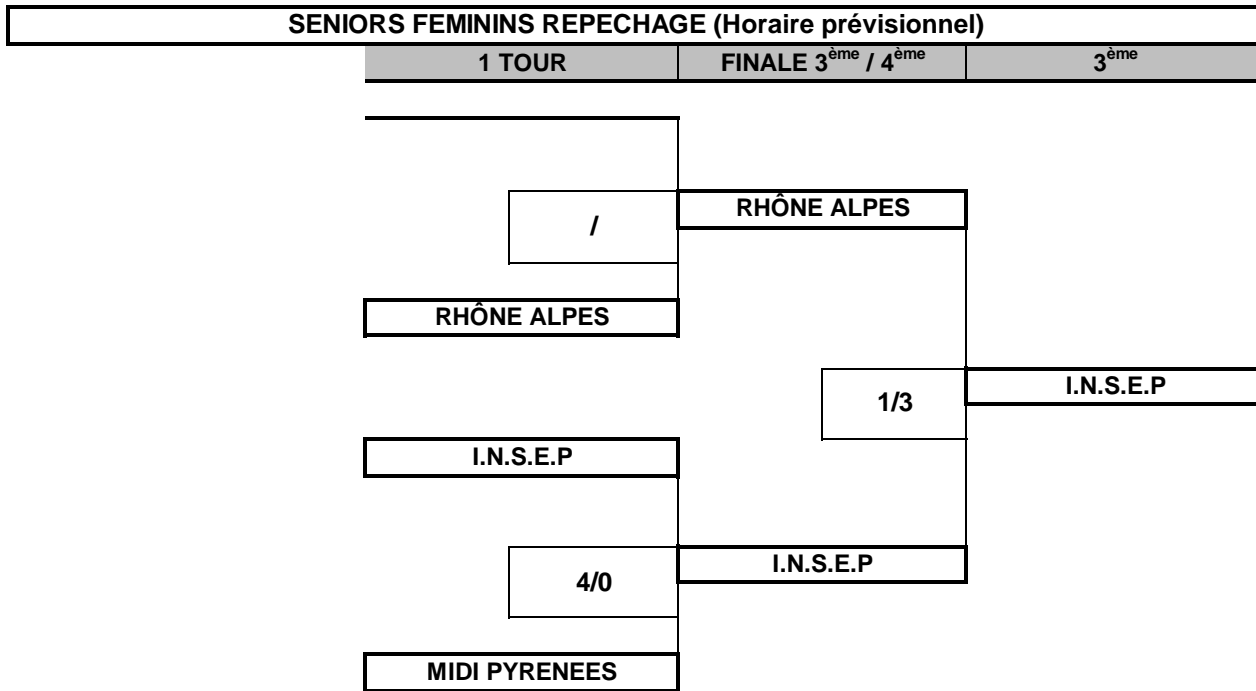 SENIORS FEMININS REPECHAGE (Horaire prévisionnel)
1 TOUR FINALE 3ème / 4ème 3ème
RHÔNE ALPES
/
RHÔNE ALPES
I.N.S.E.P
1/3
I.N.S.E.P
I.N.S.E.P
4/0
MIDI PYRENEES